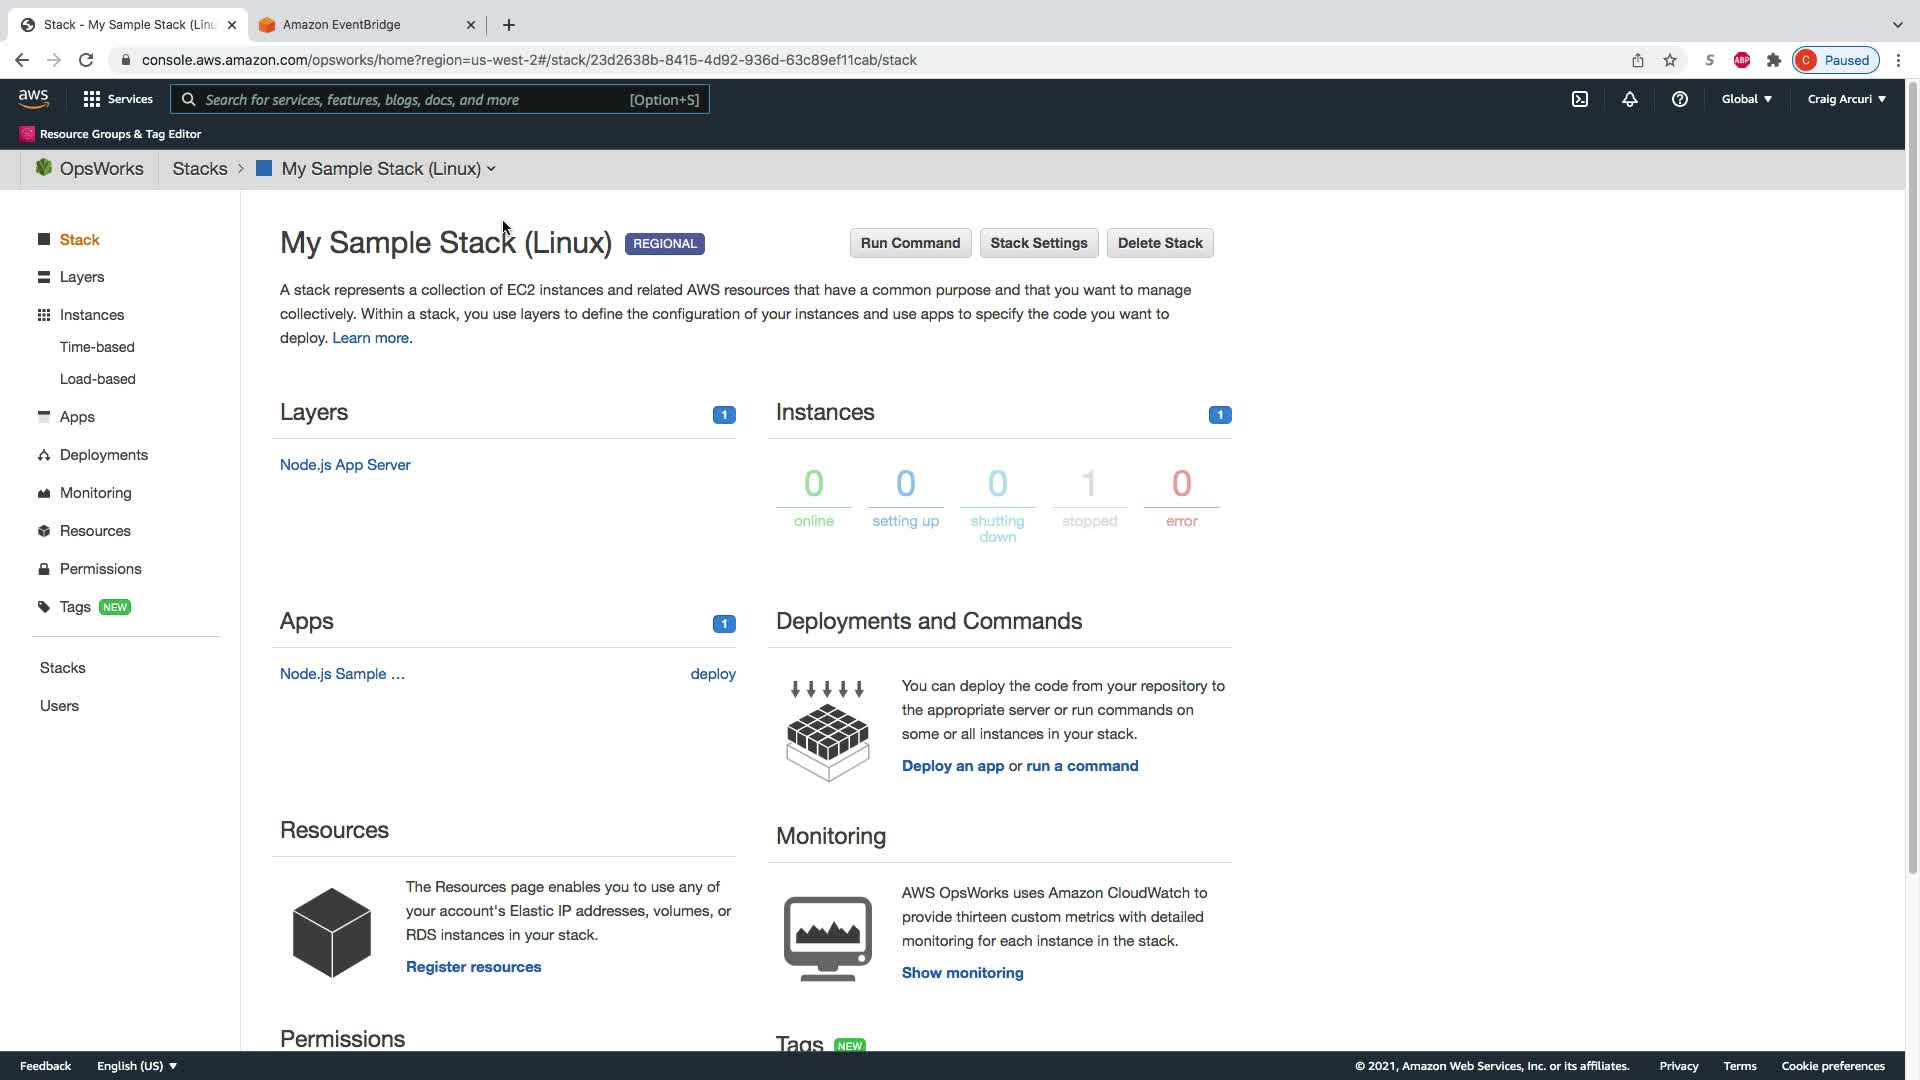 Stack - My Sample Stack (Linu
Amazon EventBridge
console.aws.amazon.com/opsworks/home?region=us-west-2#/stack/23d2638b-8415-4d92-936d-63c89ef11cab/stack
S
ABP
C
Paused
aws
Services
Search for services, features, blogs, docs, and more
[Option+S]
Global
Craig Arcuri
Resource Groups & Tag Editor
OpsWorks
Stacks
My Sample Stack (Linux)
Stack
Layers
Instances
Time-based
Load-based
Apps
Deployments
Monitoring
Resources
Permissions
Tags NEW
Stacks
Users
My Sample Stack (Linux) REGIONAL
Run Command
Stack Settings
Delete Stack
A stack represents a collection of EC2 instances and related AWS resources that have a common purpose and that you want to manage
collectively. Within a stack, you use layers to define the configuration of your instances and use apps to specify the code you want to
deploy. Learn more.
Layers 1
Node.js App Server
Instances 1
0 0 0 1 0
online setting up shutting stopped error
down
Apps 1
Node.js Sample … deploy
Deployments and Commands
You can deploy the code from your repository to
the appropriate server or run commands on
some or all instances in your stack.
Deploy an app or run a command
Resources
The Resources page enables you to use any of
your account's Elastic IP addresses, volumes, or
RDS instances in your stack.
Register resources
Monitoring
AWS OpsWorks uses Amazon CloudWatch to
provide thirteen custom metrics with detailed
monitoring for each instance in the stack.
Show monitoring
Permissions
Tags NEW
Feedback
English (US)
© 2021, Amazon Web Services, Inc. or its affiliates.
Privacy
Terms
Cookie preferences